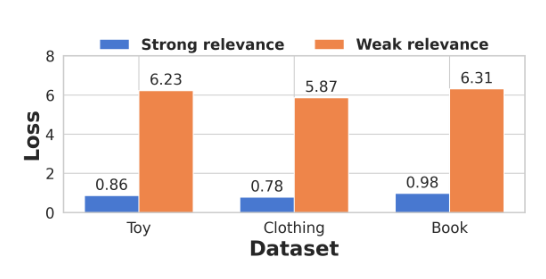 Strong relevance Weak relevance
8
6
4
2
0
Loss
6.23
5.87
6.31
0.86
0.78
0.98
Toy Clothing Book
Dataset